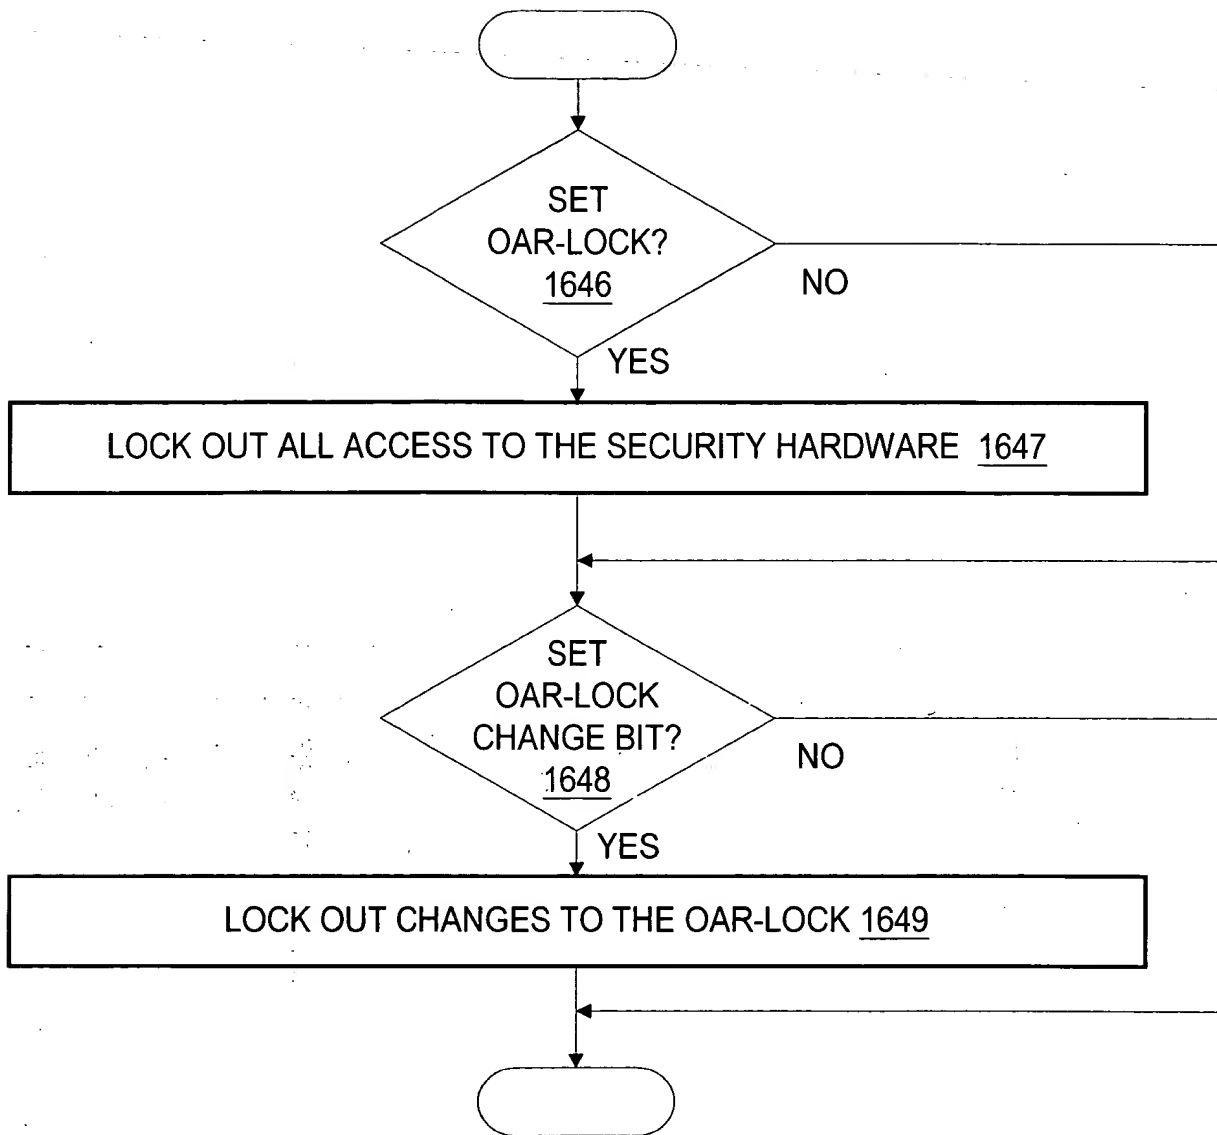 SET
OAR-LOCK?
1646
NO
YES
LOCK OUT ALL ACCESS TO THE SECURITY HARDWARE 1647
SET
OAR-LOCK
CHANGE BIT?
1648
NO
YES
LOCK OUT CHANGES TO THE OAR-LOCK 1649